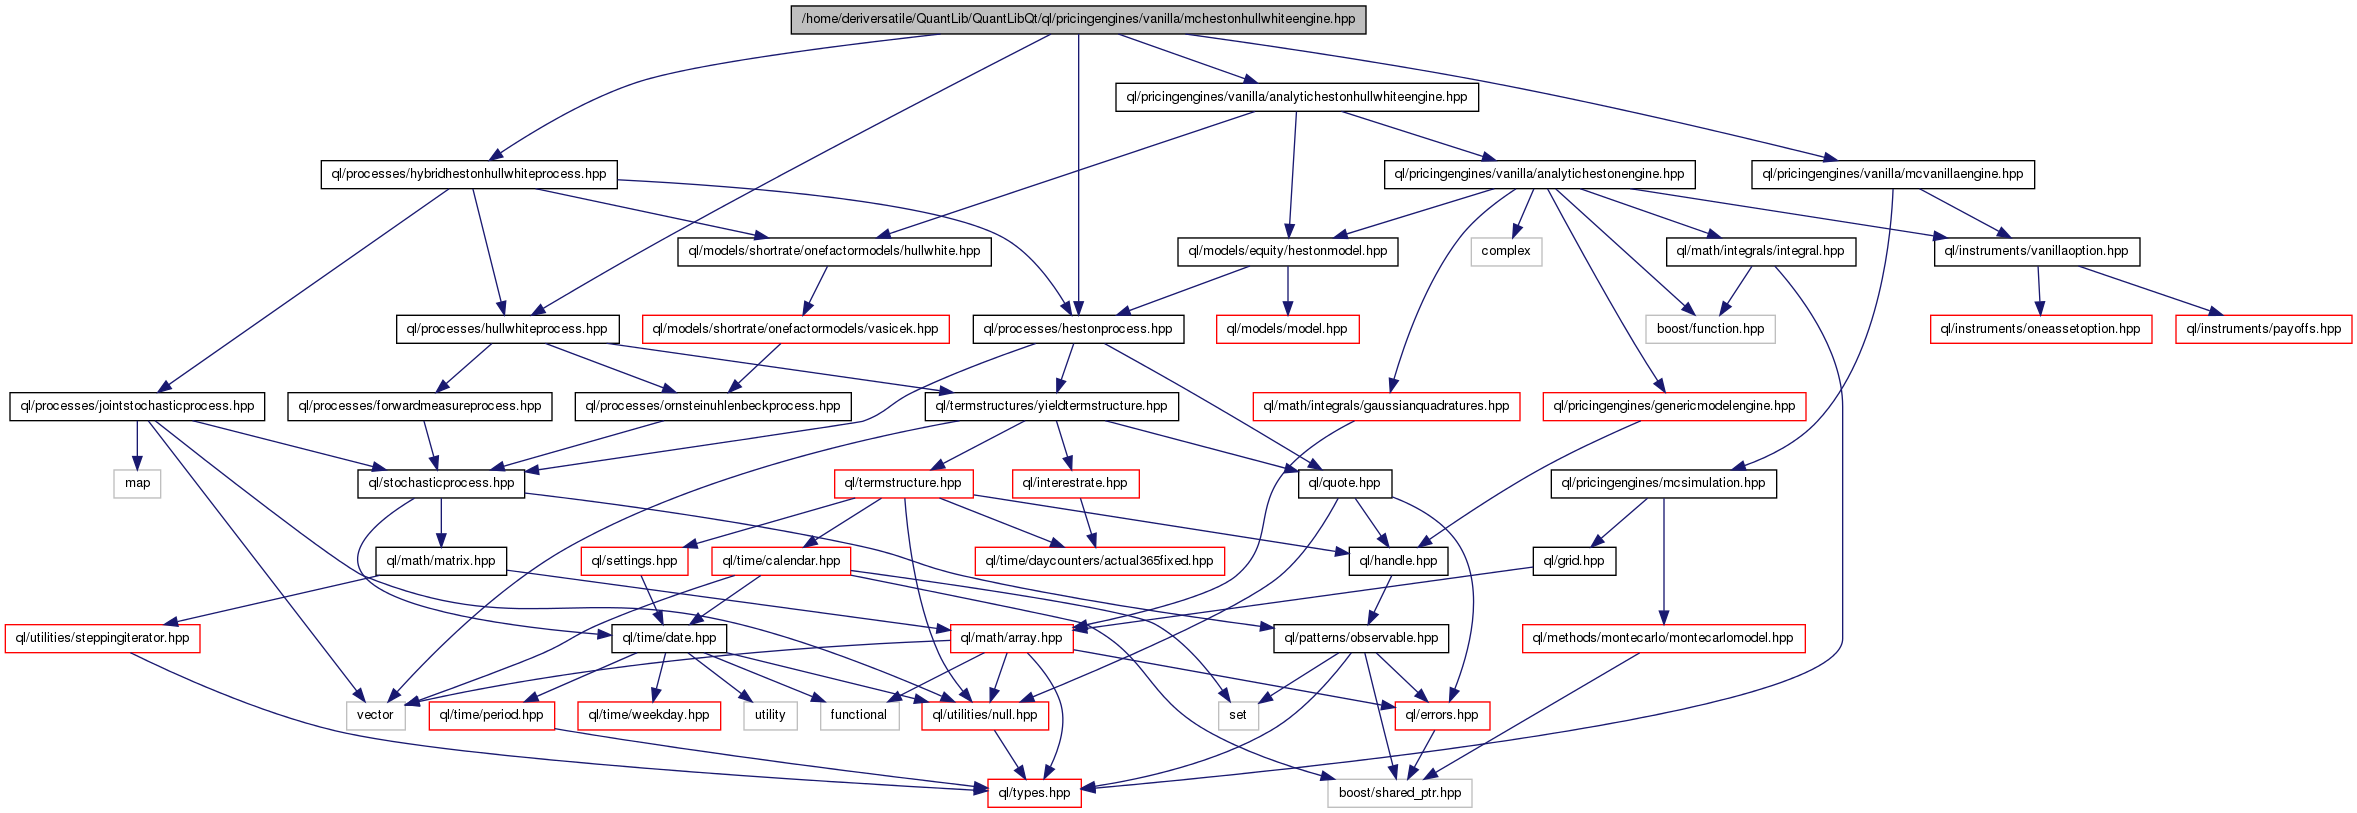 /home/deriversatile/QuantLib/QuantLibQt/ql/pricingengines/vanilla/mchestonhullwhiteengine.hpp
ql/pricingengines/vanilla/analytichestonhullwhiteengine.hpp
ql/processes/hybridhestonhullwhiteprocess.hpp
ql/pricingengines/vanilla/analytichestonengine.hpp
ql/pricingengines/vanilla/mcvanillaengine.hpp
ql/models/shortrate/onefactormodels/hullwhite.hpp
ql/models/equity/hestonmodel.hpp
complex
ql/math/integrals/integral.hpp
ql/instruments/vanillaoption.hpp
ql/processes/hullwhiteprocess.hpp
ql/models/shortrate/onefactormodels/vasicek.hpp
ql/processes/hestonprocess.hpp
ql/models/model.hpp
boost/function.hpp
ql/instruments/oneassetoption.hpp
ql/instruments/payoffs.hpp
ql/processes/jointstochasticprocess.hpp
ql/processes/forwardmeasureprocess.hpp
ql/processes/ornsteinuhlenbeckprocess.hpp
ql/termstructures/yieldtermstructure.hpp
ql/math/integrals/gaussianquadratures.hpp
ql/pricingengines/genericmodelengine.hpp
map
ql/stochasticprocess.hpp
ql/termstructure.hpp
ql/interestrate.hpp
ql/quote.hpp
ql/pricingengines/mcsimulation.hpp
ql/math/matrix.hpp
ql/settings.hpp
ql/time/calendar.hpp
ql/time/daycounters/actual365fixed.hpp
ql/handle.hpp
ql/grid.hpp
ql/utilities/steppingiterator.hpp
ql/time/date.hpp
ql/math/array.hpp
ql/patterns/observable.hpp
ql/methods/montecarlo/montecarlomodel.hpp
vector
ql/time/period.hpp
ql/time/weekday.hpp
utility
functional
ql/utilities/null.hpp
set
ql/errors.hpp
ql/types.hpp
boost/shared_ptr.hpp